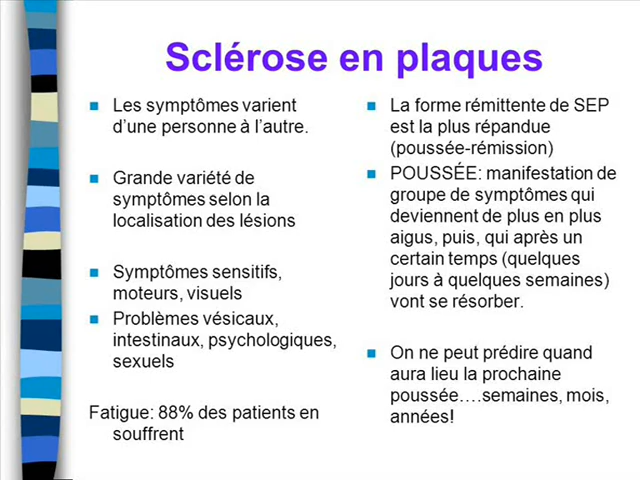 Sclérose en plaques
Les symptômes varient
d'une personne à l'autre.
Grande variété de
symptômes selon la
localisation des lésions
Symptômes sensitifs,
moteurs, visuels
Problèmes vésicaux,
intestinaux, psychologiques,
sexuels
Fatigue: 88% des patients en
souffrent
La forme rémittente de SEP
est la plus répandue
(poussée-rémission)
POUSSÉE: manifestation de
groupe de symptômes qui
deviennent de plus en plus
aigus, puis, qui après un
certain temps (quelques
jours à quelques semaines)
vont se résorber.
On ne peut prédire quand
aura lieu la prochaine
poussée….semaines, mois,
années!